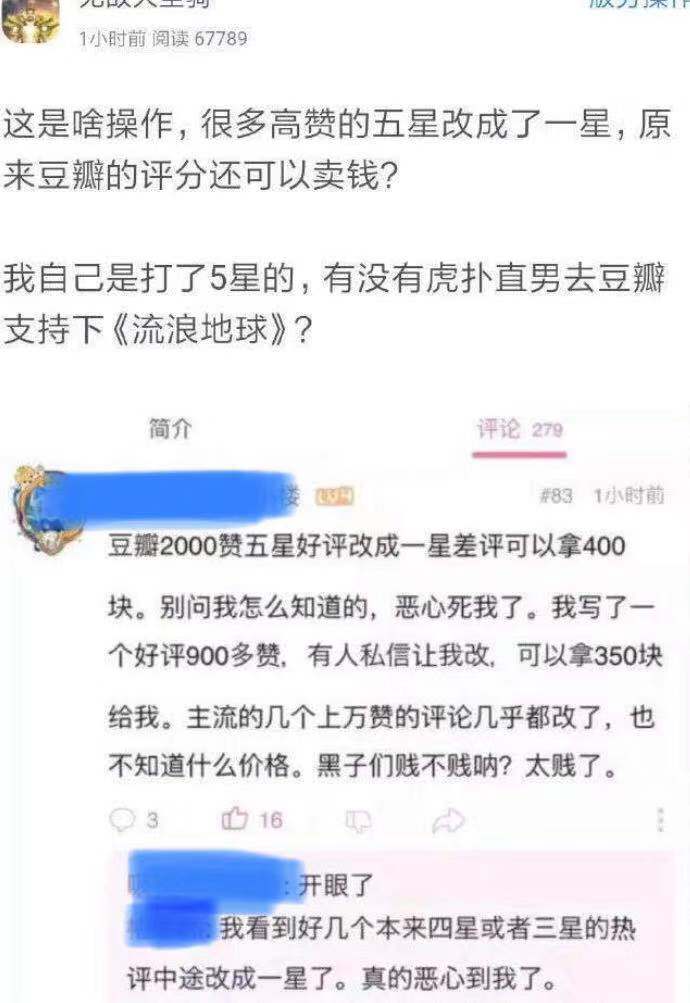 1小时前 阅读 67789
这是啥操作，很多高赞的五星改成了一星，原
来豆瓣的评分还可以卖钱？
我自己是打了5星的，有没有虎扑直男去豆瓣
支持下《流浪地球》？
简介
评论 279
楼
#83 1小时前
豆瓣2000赞五星好评改成一星差评可以拿400
块。别问我怎么知道的，恶心死我了。我写了一
个好评900多赞，有人私信让我改，可以拿350块
给我。主流的几个上万赞的评论几乎都改了，也
不知道什么价格。黑子们贱不贱呐？太贱了。
3
16
：开眼了
：我看到好几个本来四星或者三星的热
评中途改成一星了。真的恶心到我了。